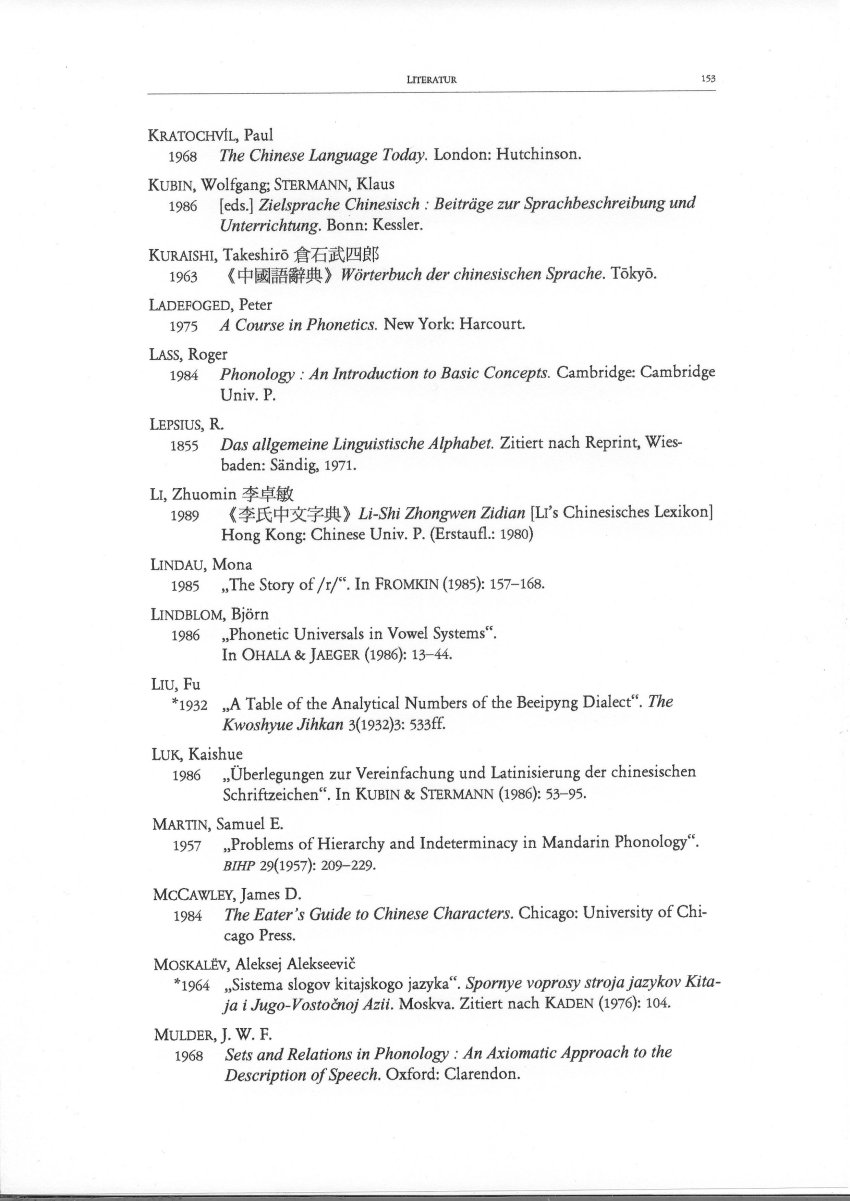 LITERATUR 153
KRATOCHVÍL, Paul
1968 The Chinese Language Today. London: Hutchinson.
KUBIN, Wolfgang; STERMANN, Klaus
1986 [eds.] Zielsprache Chinesisch : Beiträge zur Sprachbeschreibung und
Unterrichtung. Bonn: Kessler.
KURAISHI, Takeshirō 倉石武四郎
1963 《中國語辭典》 Wörterbuch der chinesischen Sprache. Tōkyō.
LADEFOGED, Peter
1975 A Course in Phonetics. New York: Harcourt.
LASS, Roger
1984 Phonology : An Introduction to Basic Concepts. Cambridge: Cambridge
Univ. P.
LEPSIUS, R.
1855 Das allgemeine Linguistische Alphabet. Zitiert nach Reprint, Wies-
baden: Sändig, 1971.
LI, Zhuomin 李卓敏
1989 《李氏中文字典》 Li-Shi Zhongwen Zidian [LI's Chinesisches Lexikon]
Hong Kong: Chinese Univ. P. (Erstaufl.: 1980)
LINDAU, Mona
1985 „The Story of /r/“. In FROMKIN (1985): 157–168.
LINDBLOM, Björn
1986 „Phonetic Universals in Vowel Systems“.
In OHALA & JAEGER (1986): 13–44.
LIU, Fu
*1932 „A Table of the Analytical Numbers of the Beeipyng Dialect“. The
Kwoshyue Jihkan 3(1932)3: 533ff.
LUK, Kaishue
1986 „Überlegungen zur Vereinfachung und Latinisierung der chinesischen
Schriftzeichen“. In KUBIN & STERMANN (1986): 53–95.
MARTIN, Samuel E.
1957 „Problems of Hierarchy and Indeterminacy in Mandarin Phonology“.
BIHP 29(1957): 209–229.
MCCAWLEY, James D.
1984 The Eater's Guide to Chinese Characters. Chicago: University of Chi-
cago Press.
MOSKALËV, Aleksej Alekseevič
*1964 „Sistema slogov kitajskogo jazyka“. Spornye voprosy stroja jazykov Kita-
ja i Jugo-Vostočnoj Azii. Moskva. Zitiert nach KADEN (1976): 104.
MULDER, J. W. F.
1968 Sets and Relations in Phonology : An Axiomatic Approach to the
Description of Speech. Oxford: Clarendon.